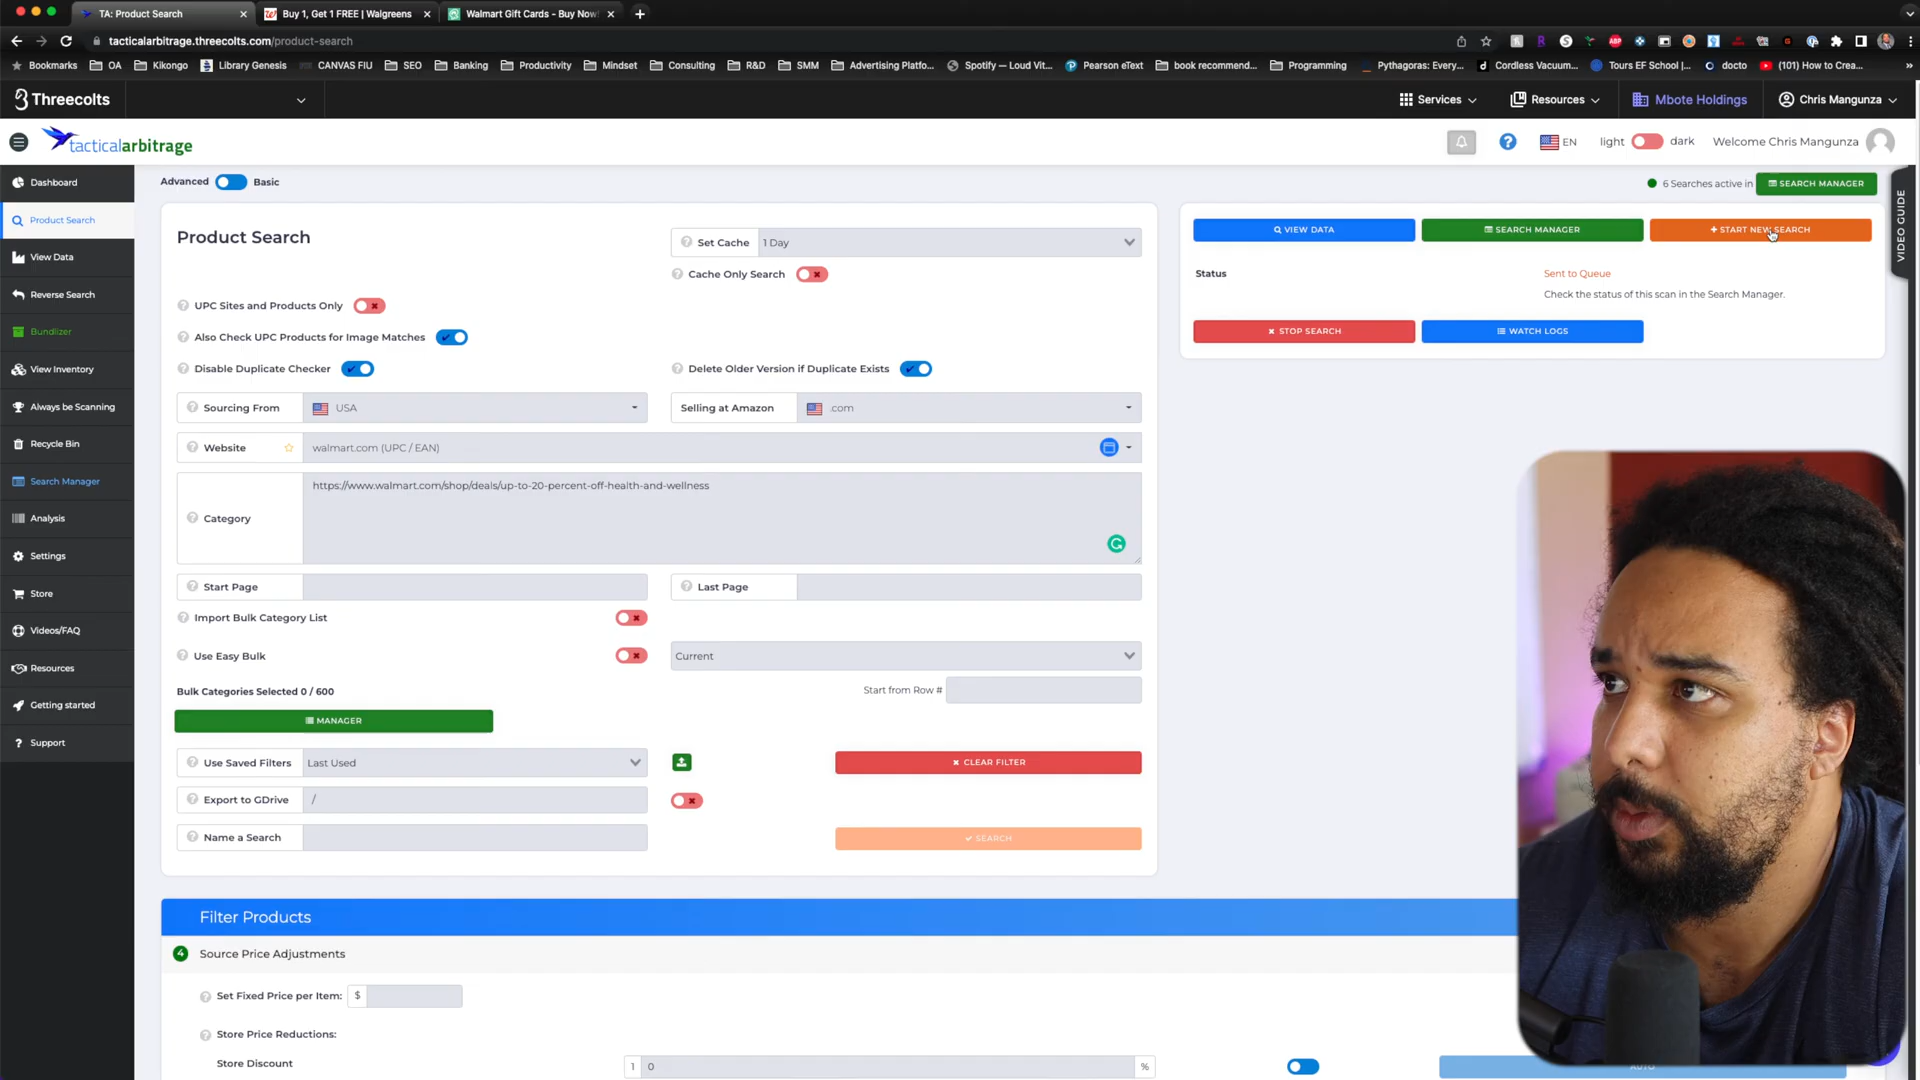 TA: Product Search
Buy 1, Get 1 FREE | Walgreens
Walmart Gift Cards - Buy Now!
tacticalarbitrage.threecolts.com/product-search
Bookmarks
OA
Kikongo
Library Genesis
CANVAS FIU
SEO
Banking
Productivity
Mindset
Consulting
R&D
SMM
Advertising Platfo...
Spotify — Loud Vit...
Pearson eText
book recommend...
Programming
Pythagoras: Every...
Cordless Vacuum...
Tours EF School |...
docto
(101) How to Crea...
Threecolts
Services
Resources
Mbote Holdings
Chris Mangunza
tacticalarbitrage
EN
light
dark
Welcome Chris Mangunza
Dashboard
Product Search
View Data
Reverse Search
Bundlizer
View Inventory
Always be Scanning
Recycle Bin
Search Manager
Analysis
Settings
Store
Videos/FAQ
Resources
Getting started
Support
Advanced
Basic
6 Searches active in
SEARCH MANAGER
VIDEO GUIDE
Product Search
Set Cache
1 Day
Cache Only Search
UPC Sites and Products Only
Also Check UPC Products for Image Matches
Disable Duplicate Checker
Delete Older Version if Duplicate Exists
Sourcing From
USA
Selling at Amazon
.com
Website
walmart.com (UPC / EAN)
Category
https://www.walmart.com/shop/deals/up-to-20-percent-off-health-and-wellness
Start Page
Last Page
Import Bulk Category List
Use Easy Bulk
Current
Bulk Categories Selected 0 / 600
Start from Row #
MANAGER
Use Saved Filters
Last Used
CLEAR FILTER
Export to GDrive
/
Name a Search
SEARCH
VIEW DATA
SEARCH MANAGER
START NEW SEARCH
Status
Sent to Queue
Check the status of this scan in the Search Manager.
STOP SEARCH
WATCH LOGS
Filter Products
4
Source Price Adjustments
Set Fixed Price per Item:
$
Store Price Reductions:
Store Discount
1
0
%
AUTO